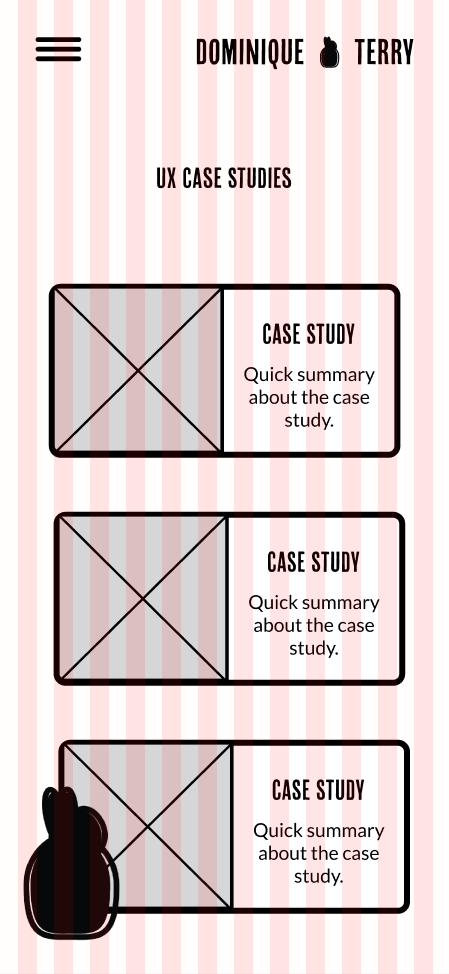 DOMINIQUE TERRY
UX CASE STUDIES
CASE STUDY
Quick summary
about the case
study.
CASE STUDY
Quick summary
about the case
study.
CASE STUDY
Quick summary
about the case
study.